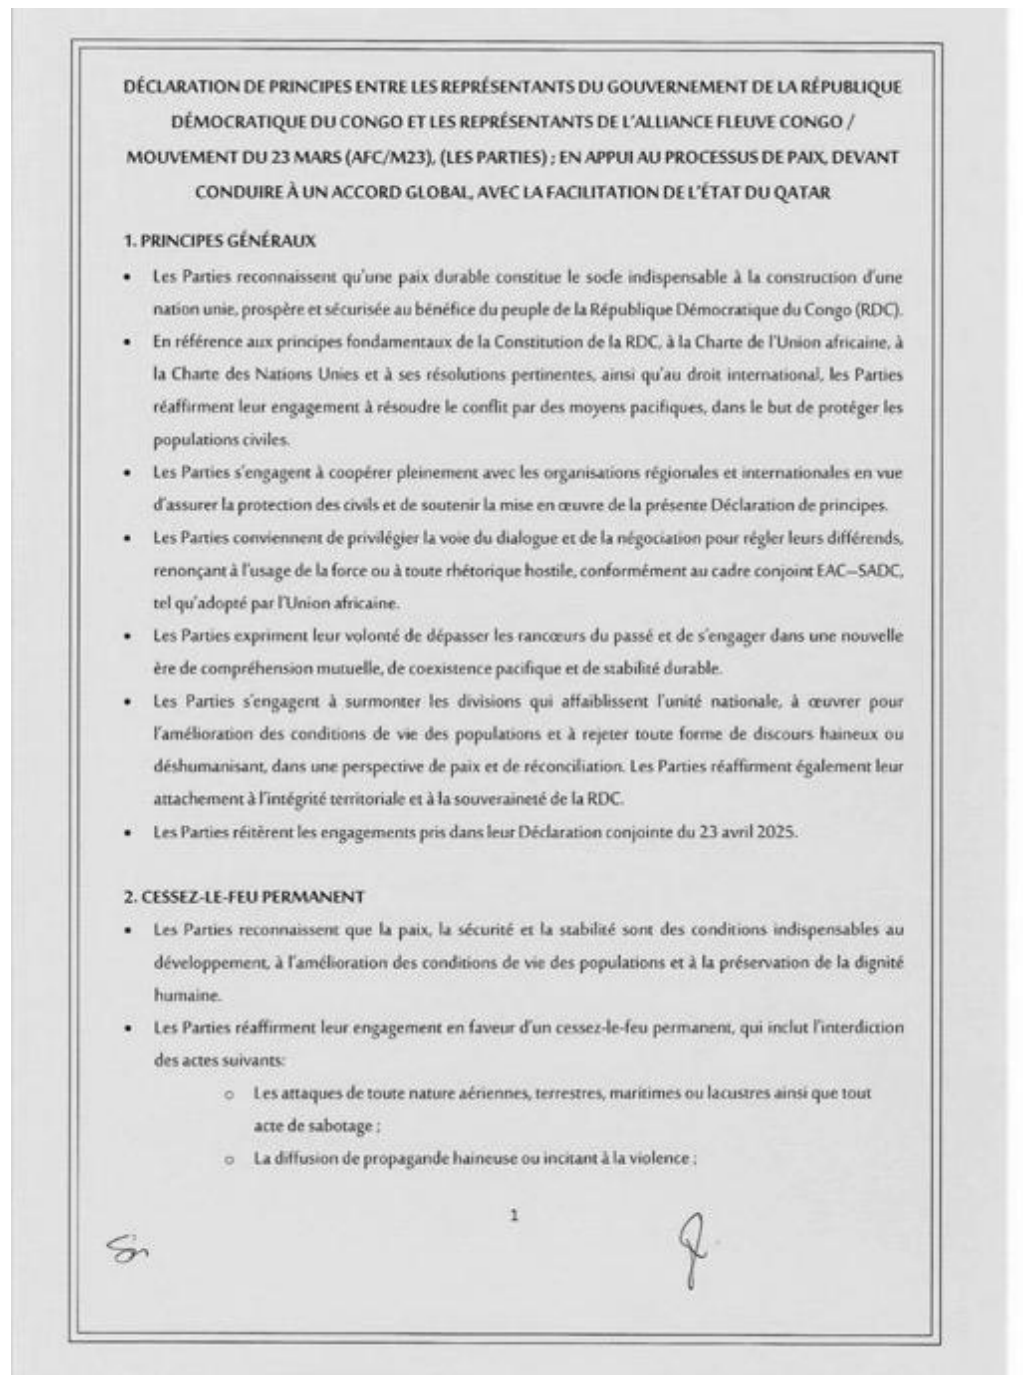 DÉCLARATION DE PRINCIPES ENTRE LES REPRÉSENTANTS DU GOUVERNEMENT DE LA RÉPUBLIQUE
DÉMOCRATIQUE DU CONGO ET LES REPRÉSENTANTS DE L'ALLIANCE FLEUVE CONGO /
MOUVEMENT DU 23 MARS (AFC/M23), (LES PARTIES) ; EN APPUI AU PROCESSUS DE PAIX, DEVANT
CONDUIRE À UN ACCORD GLOBAL, AVEC LA FACILITATION DE L'ÉTAT DU QATAR
1. PRINCIPES GÉNÉRAUX
• Les Parties reconnaissent qu'une paix durable constitue le socle indispensable à la construction d'une
nation unie, prospère et sécurisée au bénéfice du peuple de la République Démocratique du Congo (RDC).
• En référence aux principes fondamentaux de la Constitution de la RDC, à la Charte de l'Union africaine, à
la Charte des Nations Unies et à ses résolutions pertinentes, ainsi qu'au droit international, les Parties
réaffirment leur engagement à résoudre le conflit par des moyens pacifiques, dans le but de protéger les
populations civiles.
• Les Parties s'engagent à coopérer pleinement avec les organisations régionales et internationales en vue
d'assurer la protection des civils et de soutenir la mise en œuvre de la présente Déclaration de principes.
• Les Parties conviennent de privilégier la voie du dialogue et de la négociation pour régler leurs différends,
renonçant à l'usage de la force ou à toute rhétorique hostile, conformément au cadre conjoint EAC–SADC,
tel qu'adopté par l'Union africaine.
• Les Parties expriment leur volonté de dépasser les rancœurs du passé et de s'engager dans une nouvelle
ère de compréhension mutuelle, de coexistence pacifique et de stabilité durable.
• Les Parties s'engagent à surmonter les divisions qui affaiblissent l'unité nationale, à œuvrer pour
l'amélioration des conditions de vie des populations et à rejeter toute forme de discours haineux ou
déshumanisant, dans une perspective de paix et de réconciliation. Les Parties réaffirment également leur
attachement à l'intégrité territoriale et à la souveraineté de la RDC.
• Les Parties réitèrent les engagements pris dans leur Déclaration conjointe du 23 avril 2025.
2. CESSEZ-LE-FEU PERMANENT
• Les Parties reconnaissent que la paix, la sécurité et la stabilité sont des conditions indispensables au
développement, à l'amélioration des conditions de vie des populations et à la préservation de la dignité
humaine.
• Les Parties réaffirment leur engagement en faveur d'un cessez-le-feu permanent, qui inclut l'interdiction
des actes suivants:
o Les attaques de toute nature aériennes, terrestres, maritimes ou lacustres ainsi que tout
acte de sabotage ;
o La diffusion de propagande haineuse ou incitant à la violence ;
1